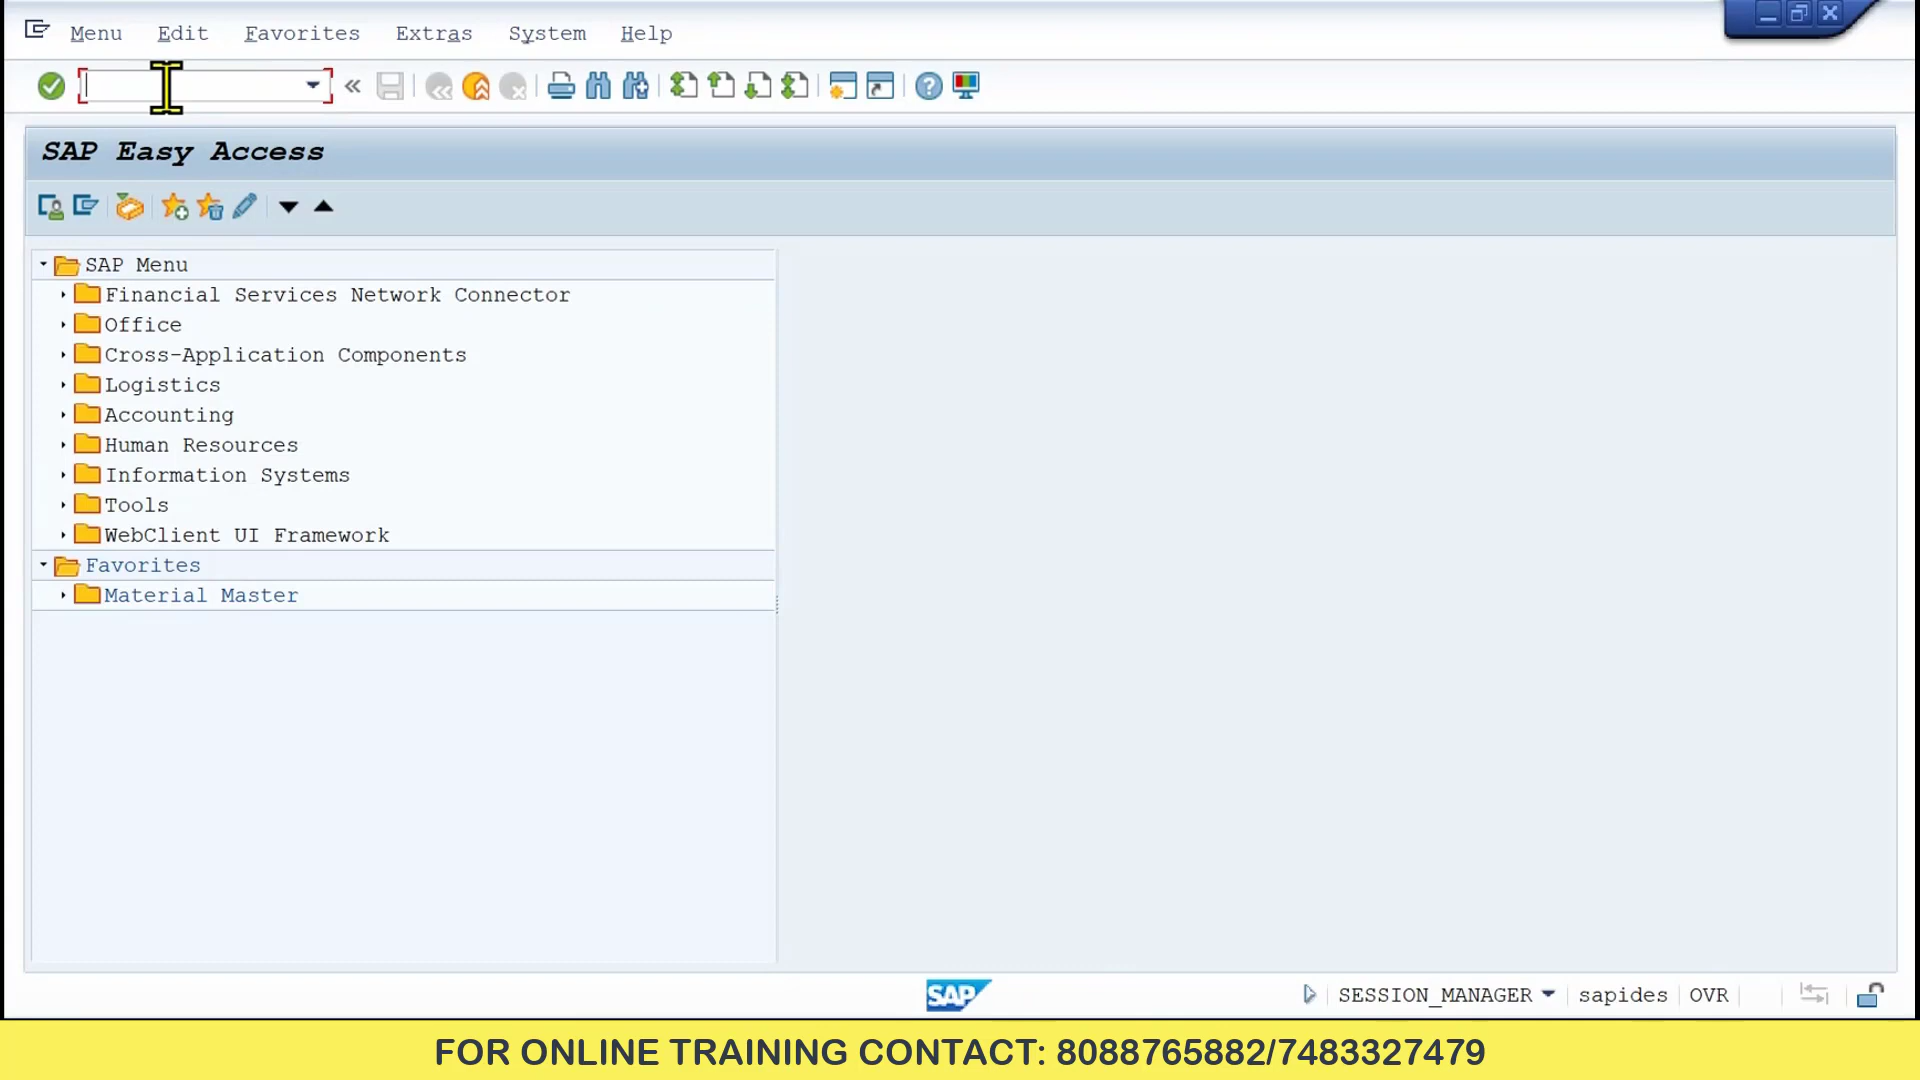 Menu Edit Favorites Extras System Help
SAP Easy Access
SAP Menu
Financial Services Network Connector
Office
Cross-Application Components
Logistics
Accounting
Human Resources
Information Systems
Tools
WebClient UI Framework
Favorites
Material Master
SAP
SESSION_MANAGER sapides OVR
FOR ONLINE TRAINING CONTACT: 8088765882/7483327479